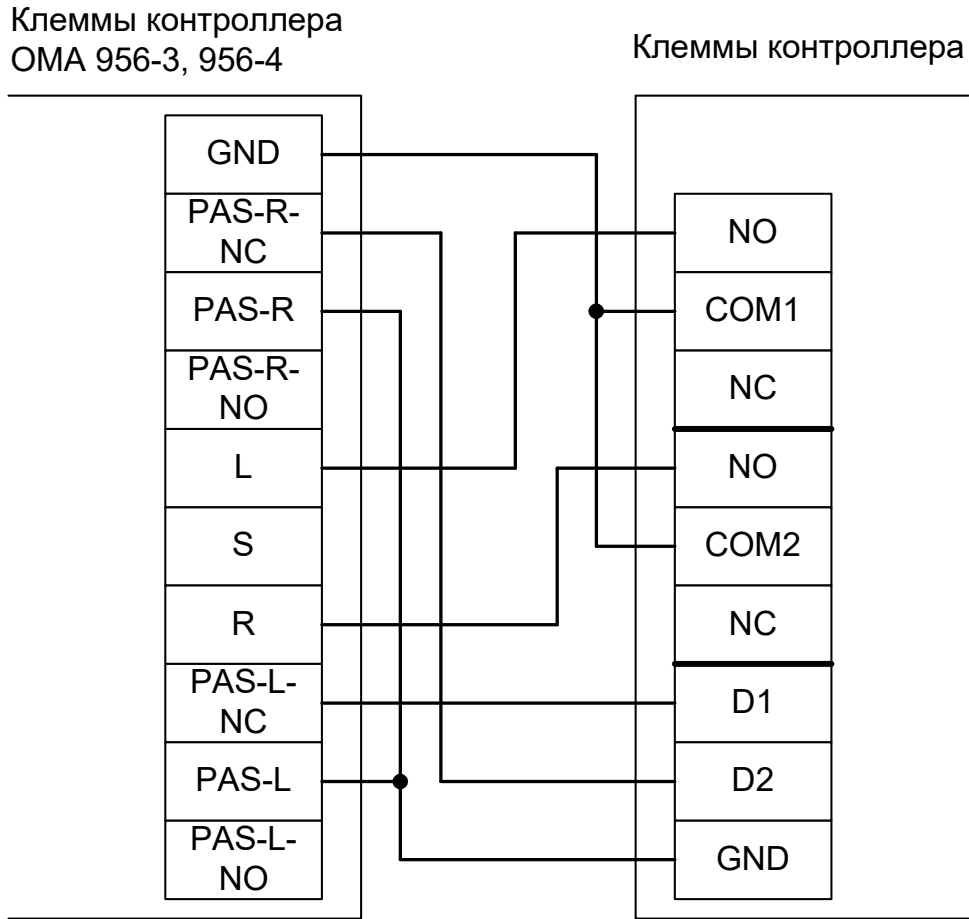 Клеммы контроллера
ОМА 956-3, 956-4
Клеммы контроллера
GND
PAS-R-
NC
PAS-R
PAS-R-
NO
L
S
R
PAS-L-
NC
PAS-L
PAS-L-
NO
NO
COM1
NC
NO
COM2
NC
D1
D2
GND